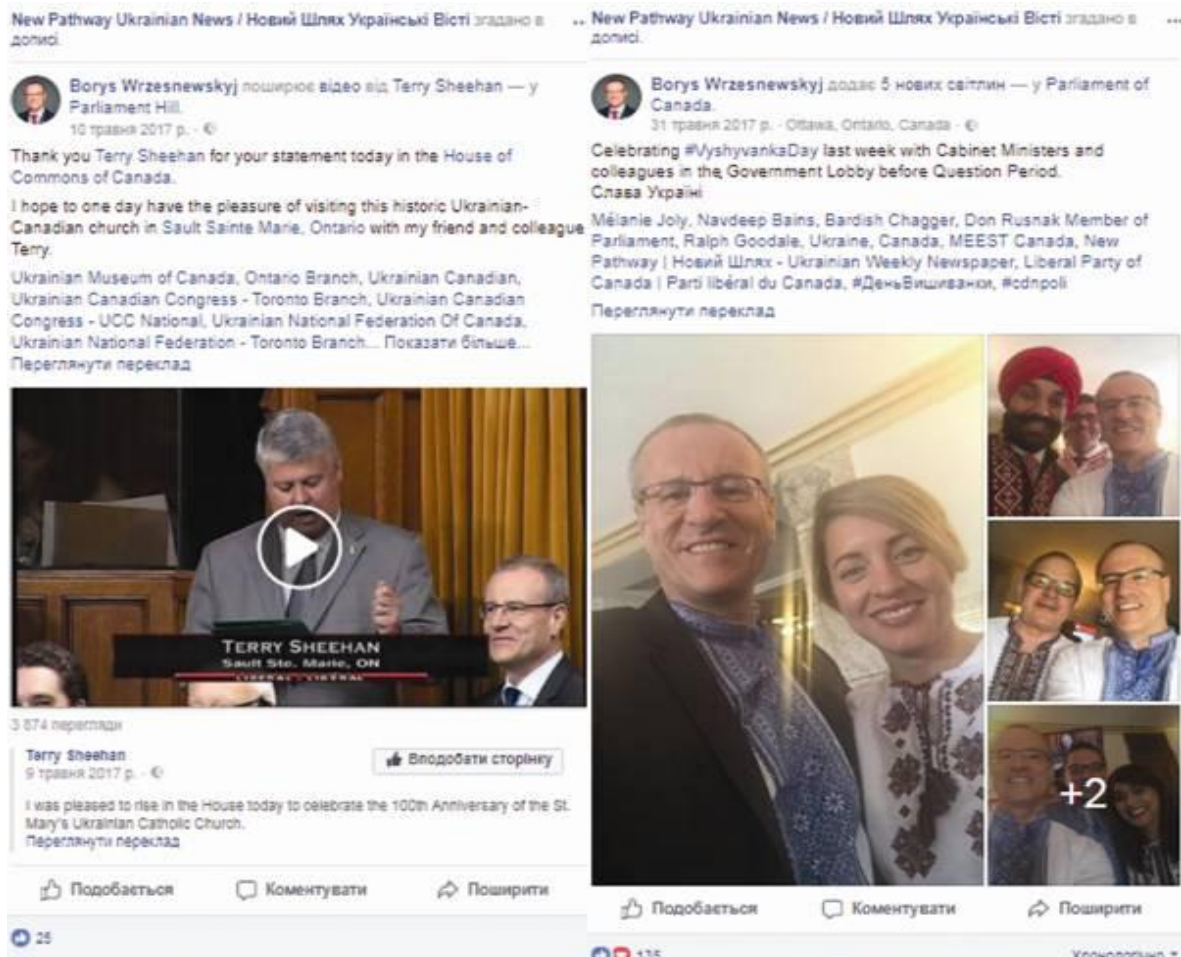 New Pathway Ukrainian News / Новий Шлях Українські Вісті згадано в
дописі.
Borys Wrzesnewskyj поширює відео від Terry Sheehan — у
Parliament Hill.
10 травня 2017 р.
Thank you Terry Sheehan for your statement today in the House of
Commons of Canada.
I hope to one day have the pleasure of visiting this historic Ukrainian-
Canadian church in Sault Sainte Marie, Ontario with my friend and colleague
Terry.
Ukrainian Museum of Canada, Ontario Branch, Ukrainian Canadian,
Ukrainian Canadian Congress - Toronto Branch, Ukrainian Canadian
Congress - UCC National, Ukrainian National Federation Of Canada,
Ukrainian National Federation - Toronto Branch... Показати більше...
Переглянути переклад
TERRY SHEEHAN
Sault Ste. Marie, ON
LIBERAL • LIBÉRAL
3 874 перегляди
Terry Sheehan
9 травня 2017 р.
Вподобати сторінку
I was pleased to rise in the House today to celebrate the 100th Anniversary of the St.
Mary's Ukrainian Catholic Church.
Переглянути переклад
Подобається Коментувати Поширити
25
New Pathway Ukrainian News / Новий Шлях Українські Вісті згадано в
дописі.
Borys Wrzesnewskyj додає 5 нових світлин — у Parliament of
Canada.
31 травня 2017 р. · Ottawa, Ontario, Canada
Celebrating #VyshyvankaDay last week with Cabinet Ministers and
colleagues in the Government Lobby before Question Period.
Слава Україні
Mélanie Joly, Navdeep Bains, Bardish Chagger, Don Rusnak Member of
Parliament, Ralph Goodale, Ukraine, Canada, MEEST Canada, New
Pathway | Новий Шлях - Ukrainian Weekly Newspaper, Liberal Party of
Canada | Parti libéral du Canada, #ДеньВишиванки, #cdnpoli
Переглянути переклад
+2
Подобається Коментувати Поширити